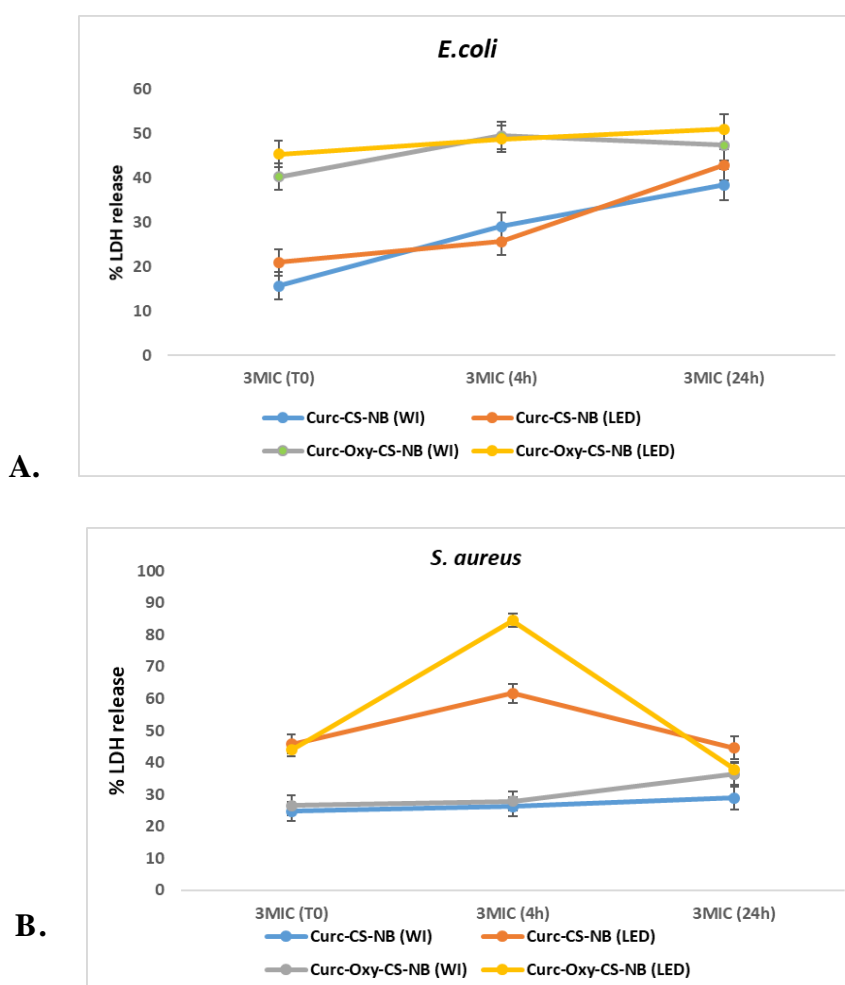 E.coli
60
50
40
30
20
10
0
% LDH release
3MIC (T0) 3MIC (4h) 3MIC (24h)
Curc-CS-NB (WI) Curc-CS-NB (LED)
Curc-Oxy-CS-NB (WI) Curc-Oxy-CS-NB (LED)
A.
S. aureus
100
90
80
70
60
50
40
30
20
10
0
% LDH release
3MIC (T0) 3MIC (4h) 3MIC (24h)
Curc-CS-NB (WI) Curc-CS-NB (LED)
Curc-Oxy-CS-NB (WI) Curc-Oxy-CS-NB (LED)
B.